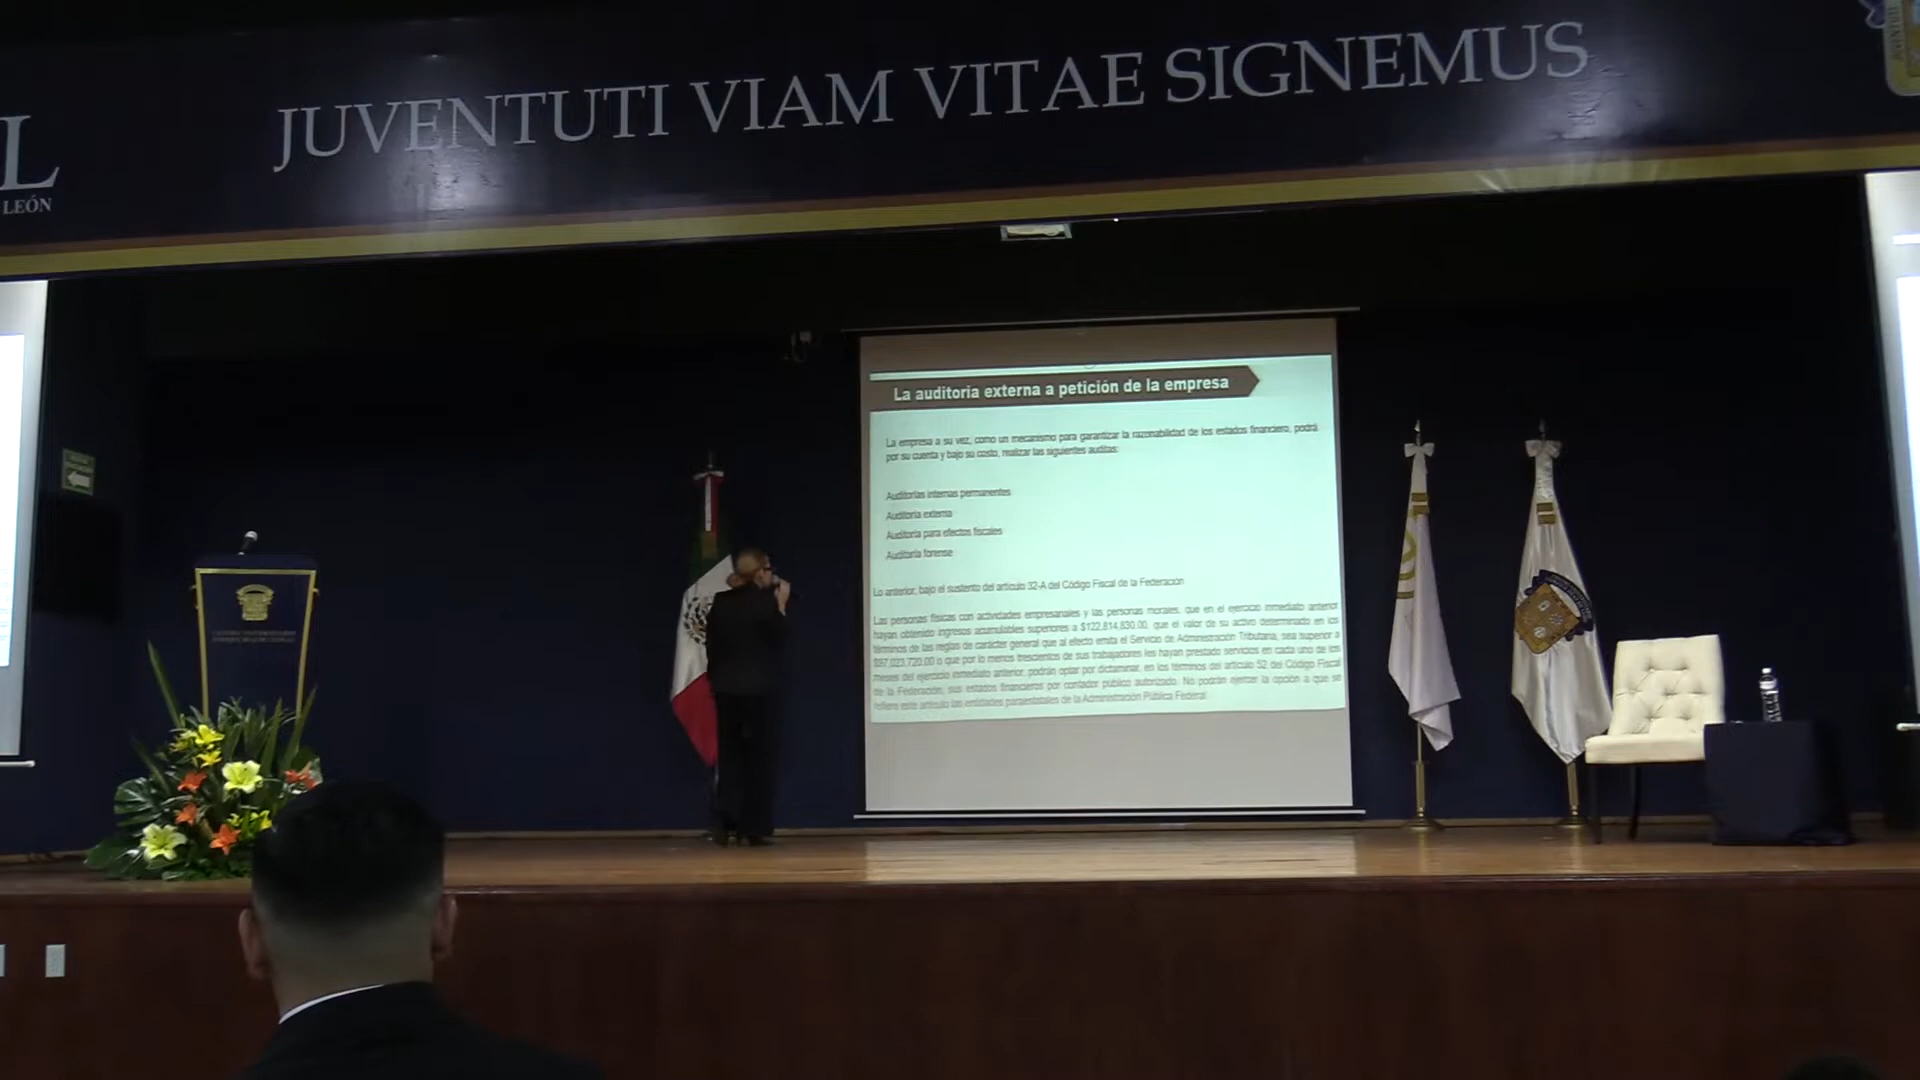 JUVENTUTI VIAM VITAE SIGNEMUS
L
LEÓN
La auditoria externa a petición de la empresa
La empresa a su vez, como un mecanismo para garantizar la razonabilidad de los estados financiero, podrá
por su cuenta y bajo su costo, realizar las siguientes auditas:
Auditorías internas permanentes
Auditoría externa
Auditoría para efectos fiscales
Auditoría forense
Lo anterior, bajo el sustento del artículo 32-A del Código Fiscal de la Federación
Las personas físicas con actividades empresariales y las personas morales, que en el ejercicio inmediato anterior
hayan obtenido ingresos acumulables superiores a $122,814,830.00, que el valor de su activo determinado en los
términos de las reglas de carácter general que al efecto emita el Servicio de Administración Tributaria, sea superior a
$97,023,720.00 o que por lo menos trescientos de sus trabajadores les hayan prestado servicios en cada uno de los
meses del ejercicio inmediato anterior, podrán optar por dictaminar, en los términos del artículo 52 del Código Fiscal
de la Federación, sus estados financieros por contador público autorizado. No podrán ejercer la opción a que se
refiere este artículo las entidades paraestatales de la Administración Pública Federal